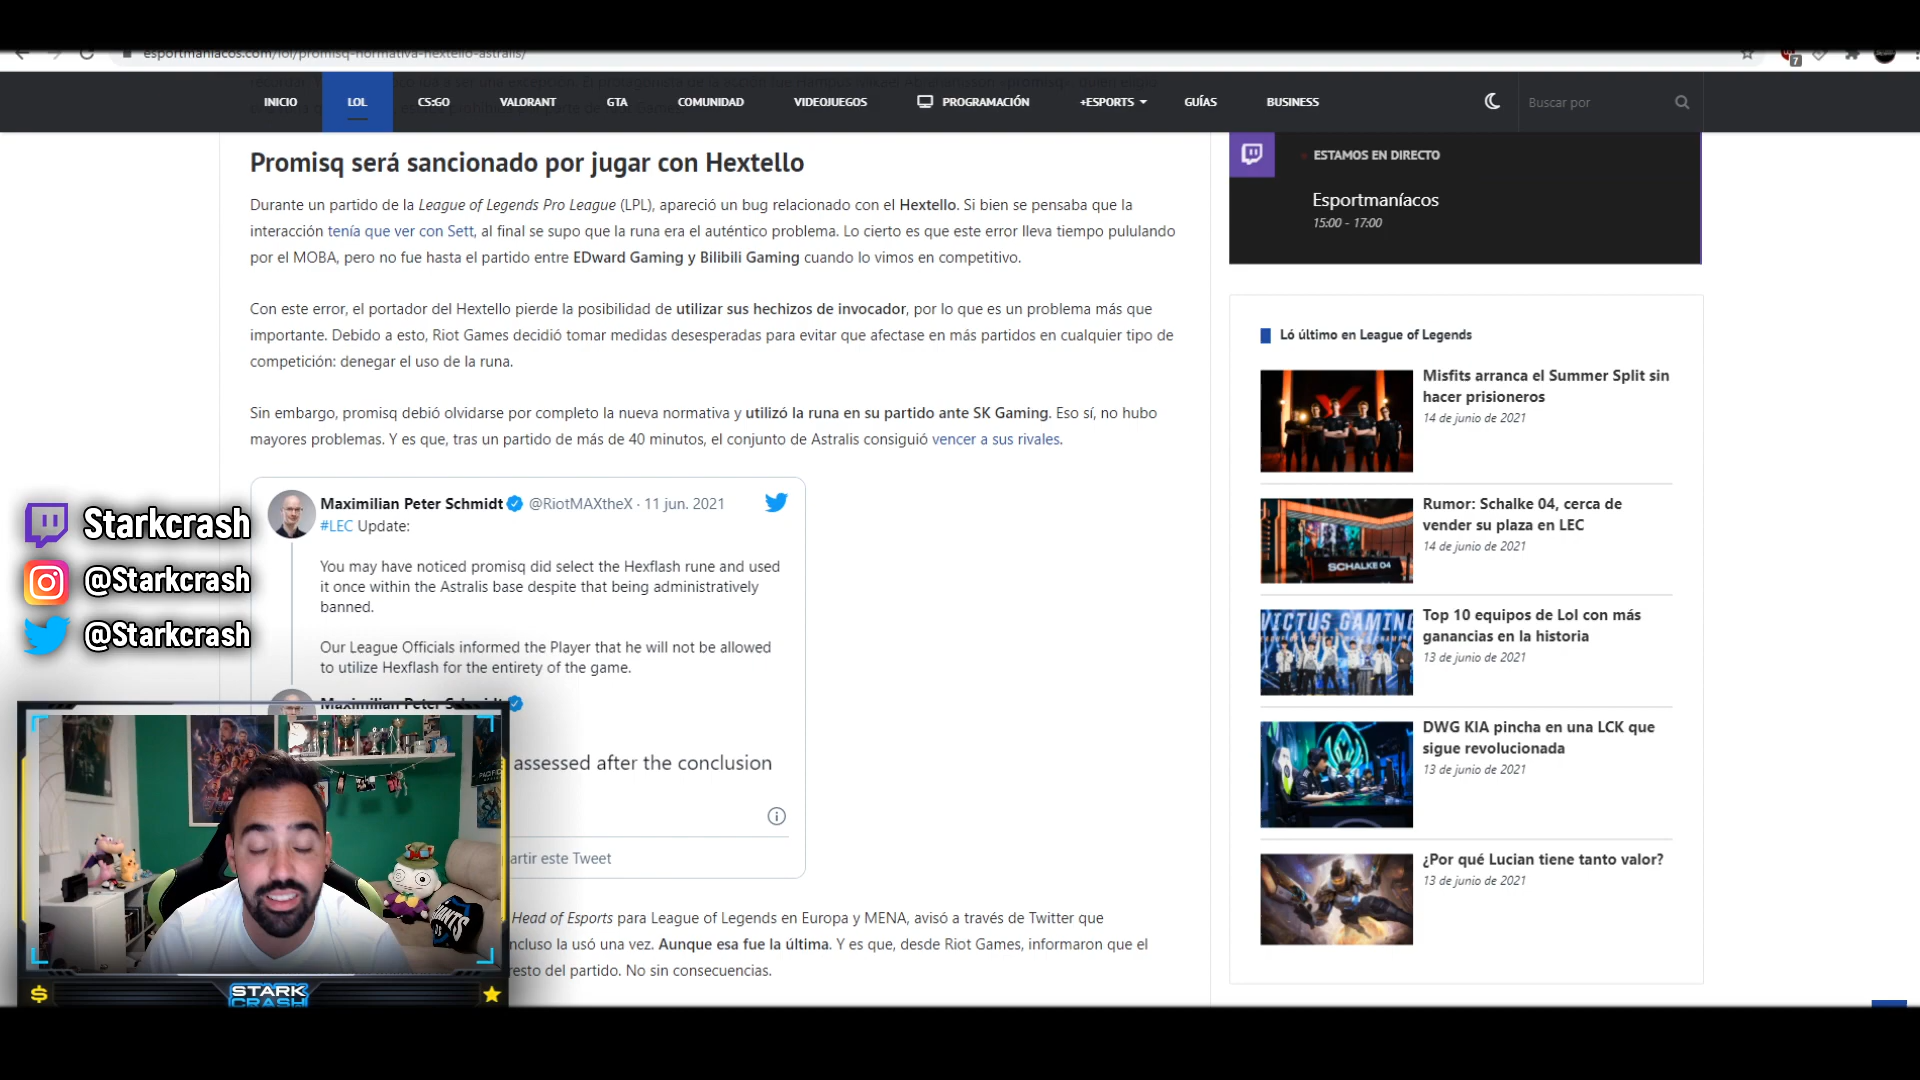 esportmaniacos.com/lol/promisq-normativa-hextello-astralis/
7
INICIO
LOL
CS:GO
VALORANT
GTA
COMUNIDAD
VIDEOJUEGOS
PROGRAMACIÓN
+ESPORTS
GUÍAS
BUSINESS
Buscar por
Promisq será sancionado por jugar con Hextello
Durante un partido de la League of Legends Pro League (LPL), apareció un bug relacionado con el Hextello. Si bien se pensaba que la
interacción tenía que ver con Sett, al final se supo que la runa era el auténtico problema. Lo cierto es que este error lleva tiempo pululando
por el MOBA, pero no fue hasta el partido entre EDward Gaming y Bilibili Gaming cuando lo vimos en competitivo.
Con este error, el portador del Hextello pierde la posibilidad de utilizar sus hechizos de invocador, por lo que es un problema más que
importante. Debido a esto, Riot Games decidió tomar medidas desesperadas para evitar que afectase en más partidos en cualquier tipo de
competición: denegar el uso de la runa.
Sin embargo, promisq debió olvidarse por completo la nueva normativa y utilizó la runa en su partido ante SK Gaming. Eso sí, no hubo
mayores problemas. Y es que, tras un partido de más de 40 minutos, el conjunto de Astralis consiguió vencer a sus rivales.
Maximilian Peter Schmidt @RiotMAXtheX · 11 jun. 2021
#LEC Update:
You may have noticed promisq did select the Hexflash rune and used
it once within the Astralis base despite that being administratively
banned.
Our League Officials informed the Player that he will not be allowed
to utilize Hexflash for the entirety of the game.
Maximilian Peter Schmidt
assessed after the conclusion
artir este Tweet
Head of Esports para League of Legends en Europa y MENA, avisó a través de Twitter que
ncluso la usó una vez. Aunque esa fue la última. Y es que, desde Riot Games, informaron que el
resto del partido. No sin consecuencias.
Starkcrash
@Starkcrash
@Starkcrash
STARK
CRASH
ESTAMOS EN DIRECTO
Esportmaníacos
15:00 - 17:00
Ló último en League of Legends
Misfits arranca el Summer Split sin
hacer prisioneros
14 de junio de 2021
SCHALKE 04
Rumor: Schalke 04, cerca de
vender su plaza en LEC
14 de junio de 2021
INVICTUS GAMING
Top 10 equipos de Lol con más
ganancias en la historia
13 de junio de 2021
DWG KIA pincha en una LCK que
sigue revolucionada
13 de junio de 2021
¿Por qué Lucian tiene tanto valor?
13 de junio de 2021